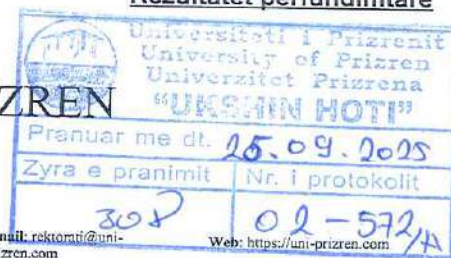 Rezultatet përfundimtare
Universiteti i Prizrenit
University of Prizren
Univerzitet Prizrena
"UKSHIN HOTI"
ZREN
Pranuar me dt. 25.09.2025
Zyra e pranimit Nr. i protokolit
308 02-572/A
mail: rektorati@uni-
zren.com
Web: https://uni-prizren.com